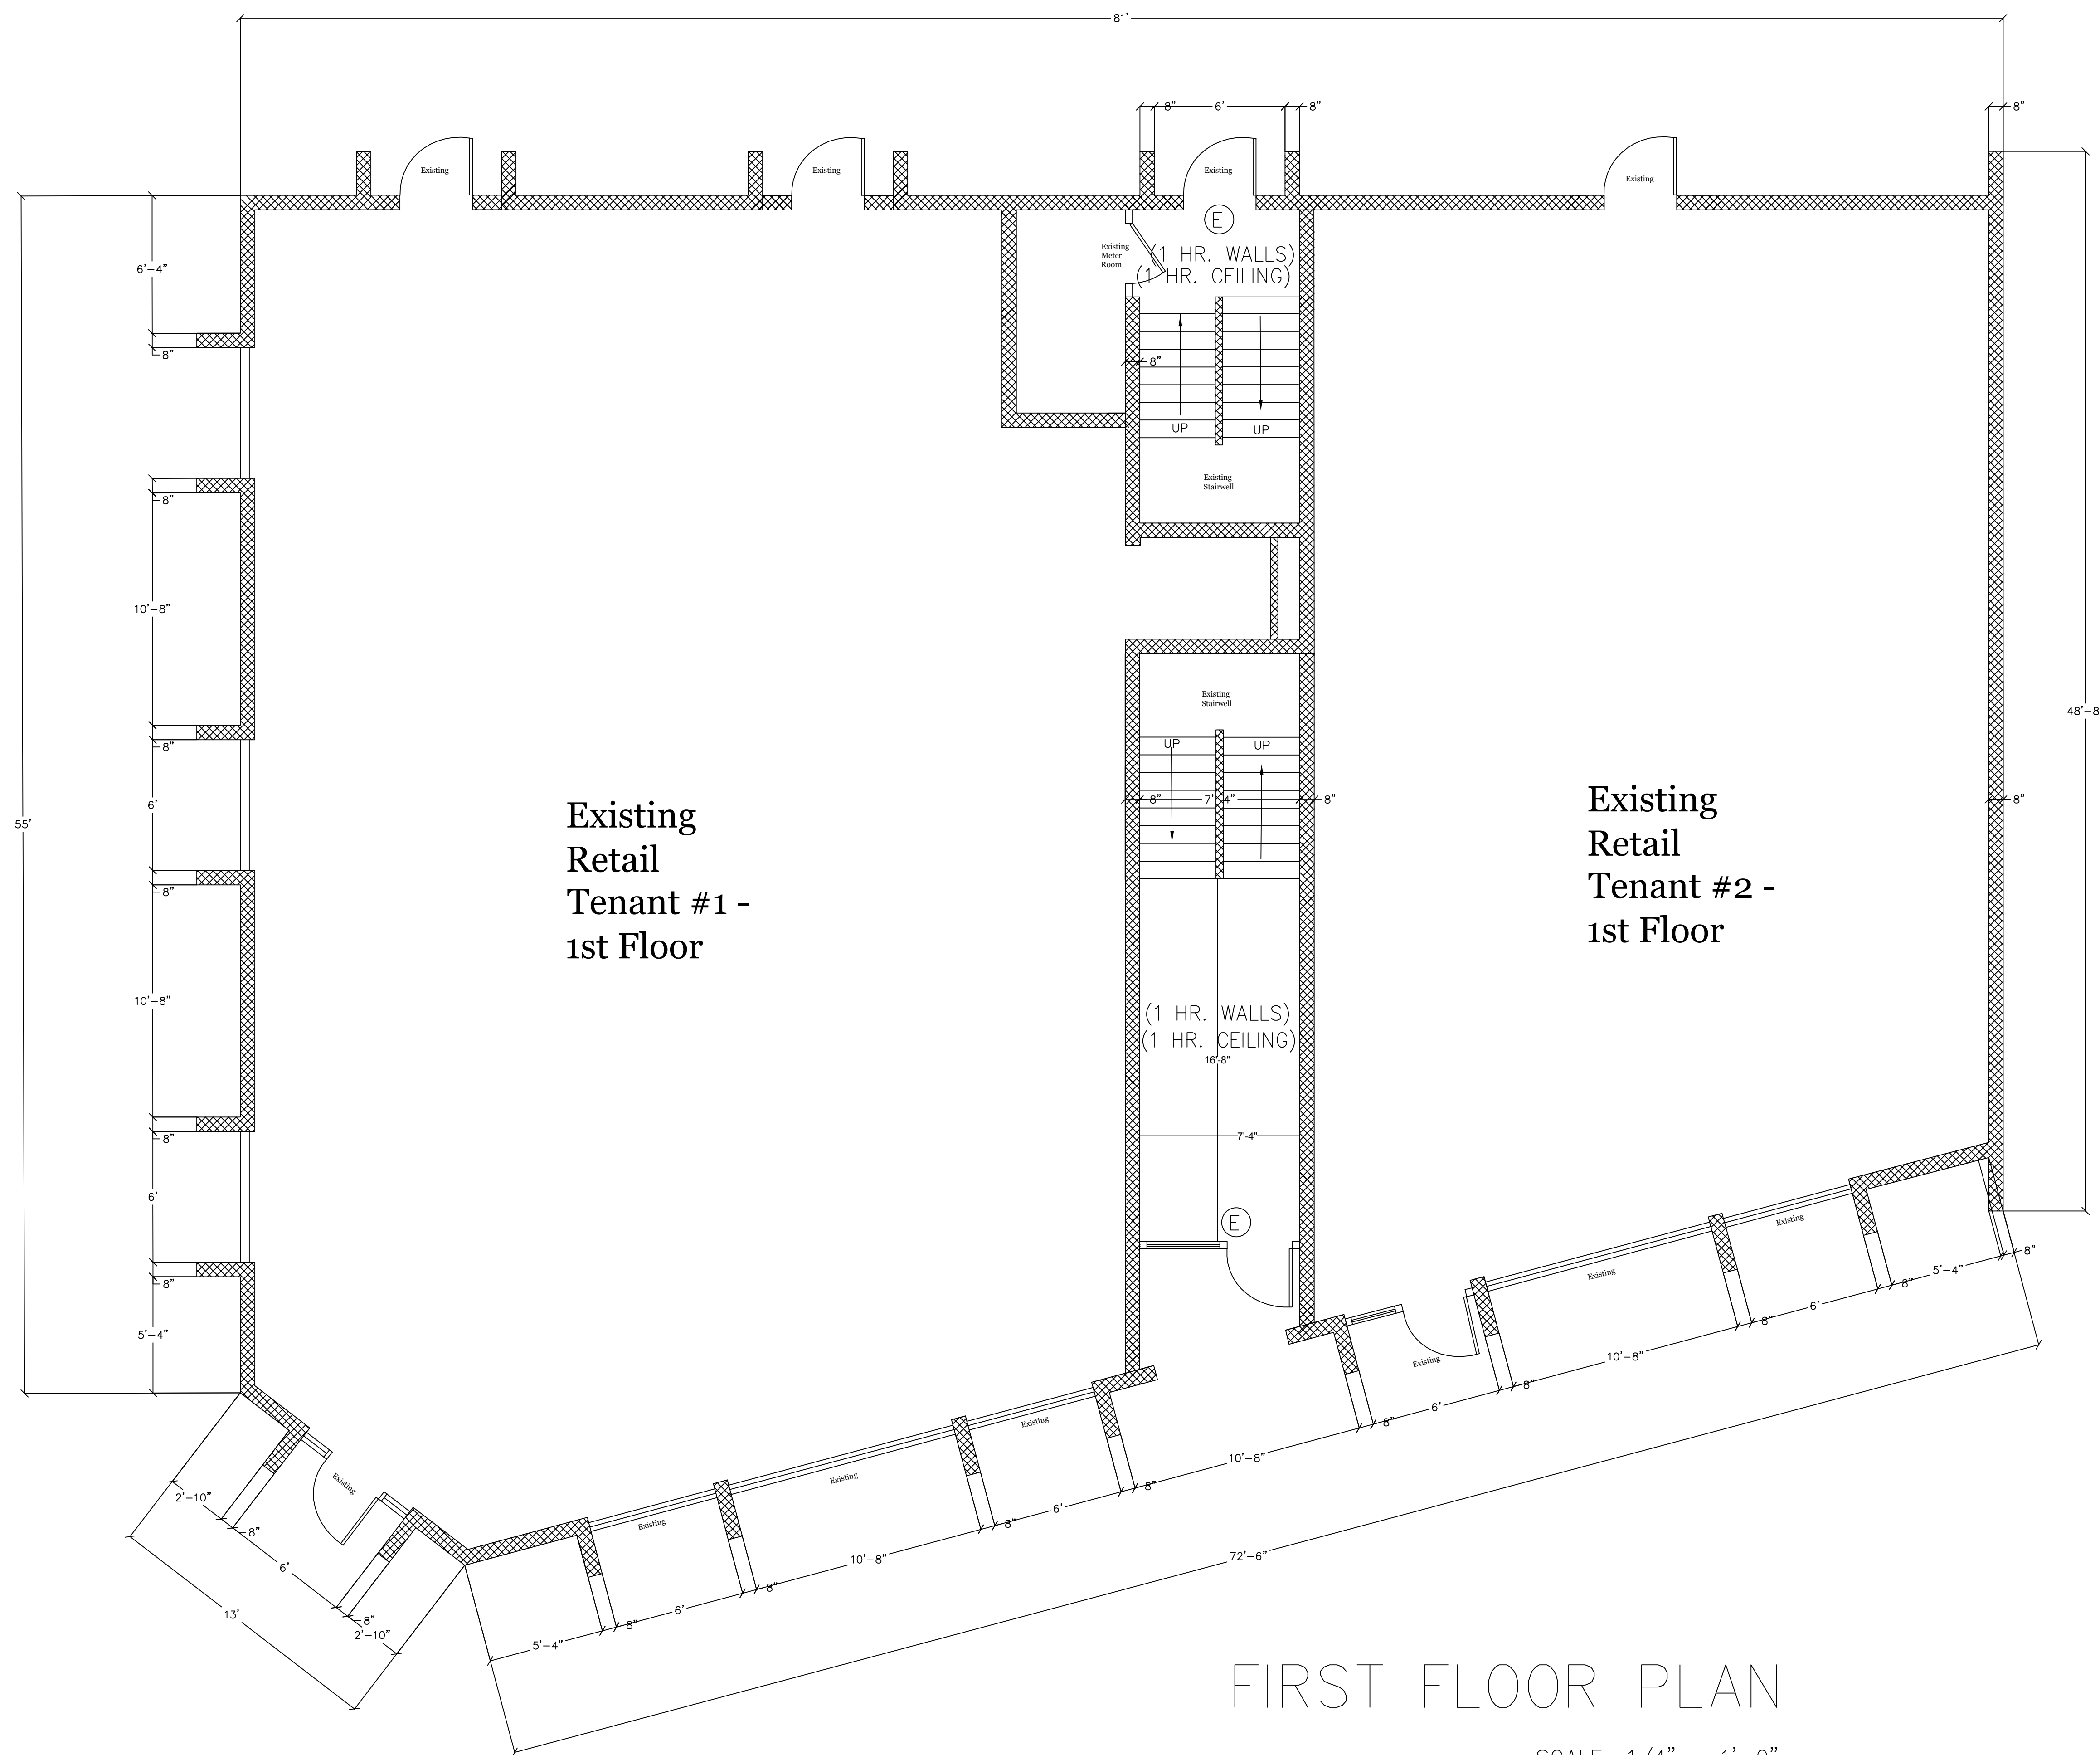 81'
8" 6' 8" 8"
Existing
Existing
Existing
Existing
E
Existing
Meter
Room
(1 HR. WALLS)
(1 HR. CEILING)
6'-4"
8"
8"
UP UP
Existing
Stairwell
8"
10'-8"
48'-8
Existing
Stairwell
8"
UP UP
6'
8" 7'-4" 8" 8"
55'
Existing
Retail
Tenant #1 -
1st Floor
Existing
Retail
Tenant #2 -
1st Floor
8"
10'-8"
(1 HR. WALLS)
(1 HR. CEILING)
16'-8"
8"
7'-4"
6'
E
8"
5'-4"
Existing
Existing
Existing
Existing
Existing
Existing
Existing
2'-10"
8"
6'
8"
2'-10"
13'
5'-4"
8"
6'
8"
10'-8"
8"
6'
8"
10'-8"
8"
6'
8"
10'-8"
8"
6'
8"
5'-4"
8"
72'-6"
FIRST FLOOR PLAN